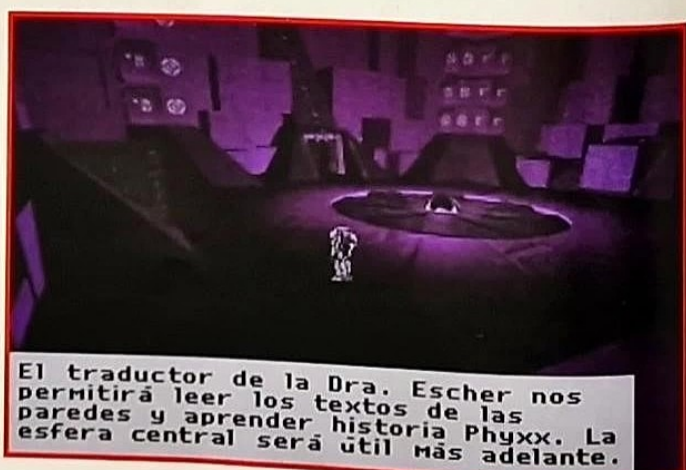 El traductor de la Dra. Escher nos
permitirá leer los textos de las
paredes y aprender historia Phyxx. La
esfera central será útil más adelante.